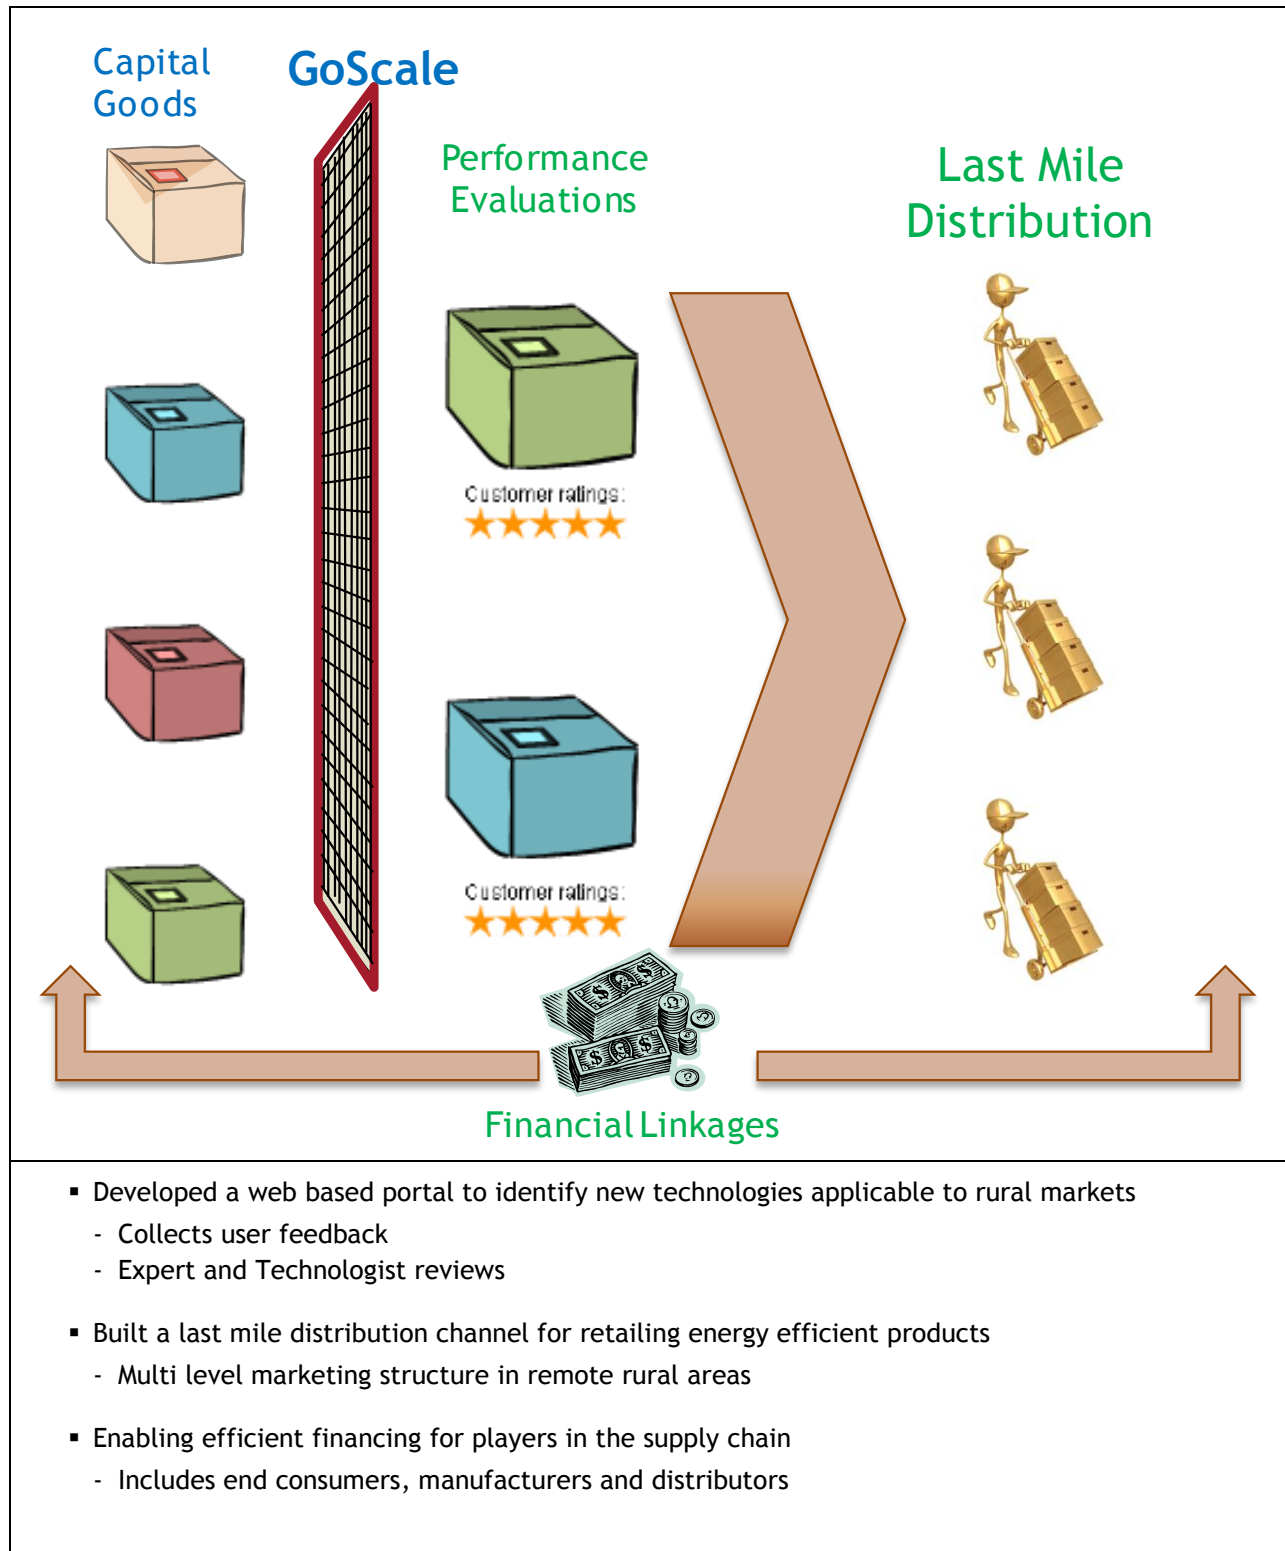 Capital
Goods
GoScale
Performance
Evaluations
Last Mile
Distribution
Customer ratings:
Customer ratings:
Financial Linkages
▪ Developed a web based portal to identify new technologies applicable to rural markets
- Collects user feedback
- Expert and Technologist reviews
▪ Built a last mile distribution channel for retailing energy efficient products
- Multi level marketing structure in remote rural areas
▪ Enabling efficient financing for players in the supply chain
- Includes end consumers, manufacturers and distributors